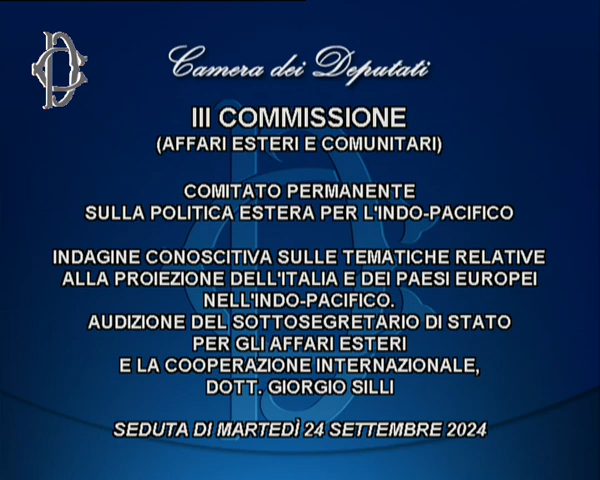 Camera dei Deputati
III COMMISSIONE
(AFFARI ESTERI E COMUNITARI)
COMITATO PERMANENTE
SULLA POLITICA ESTERA PER L'INDO-PACIFICO
INDAGINE CONOSCITIVA SULLE TEMATICHE RELATIVE
ALLA PROIEZIONE DELL'ITALIA E DEI PAESI EUROPEI
NELL'INDO-PACIFICO.
AUDIZIONE DEL SOTTOSEGRETARIO DI STATO
PER GLI AFFARI ESTERI
E LA COOPERAZIONE INTERNAZIONALE,
DOTT. GIORGIO SILLI
SEDUTA DI MARTEDÌ 24 SETTEMBRE 2024